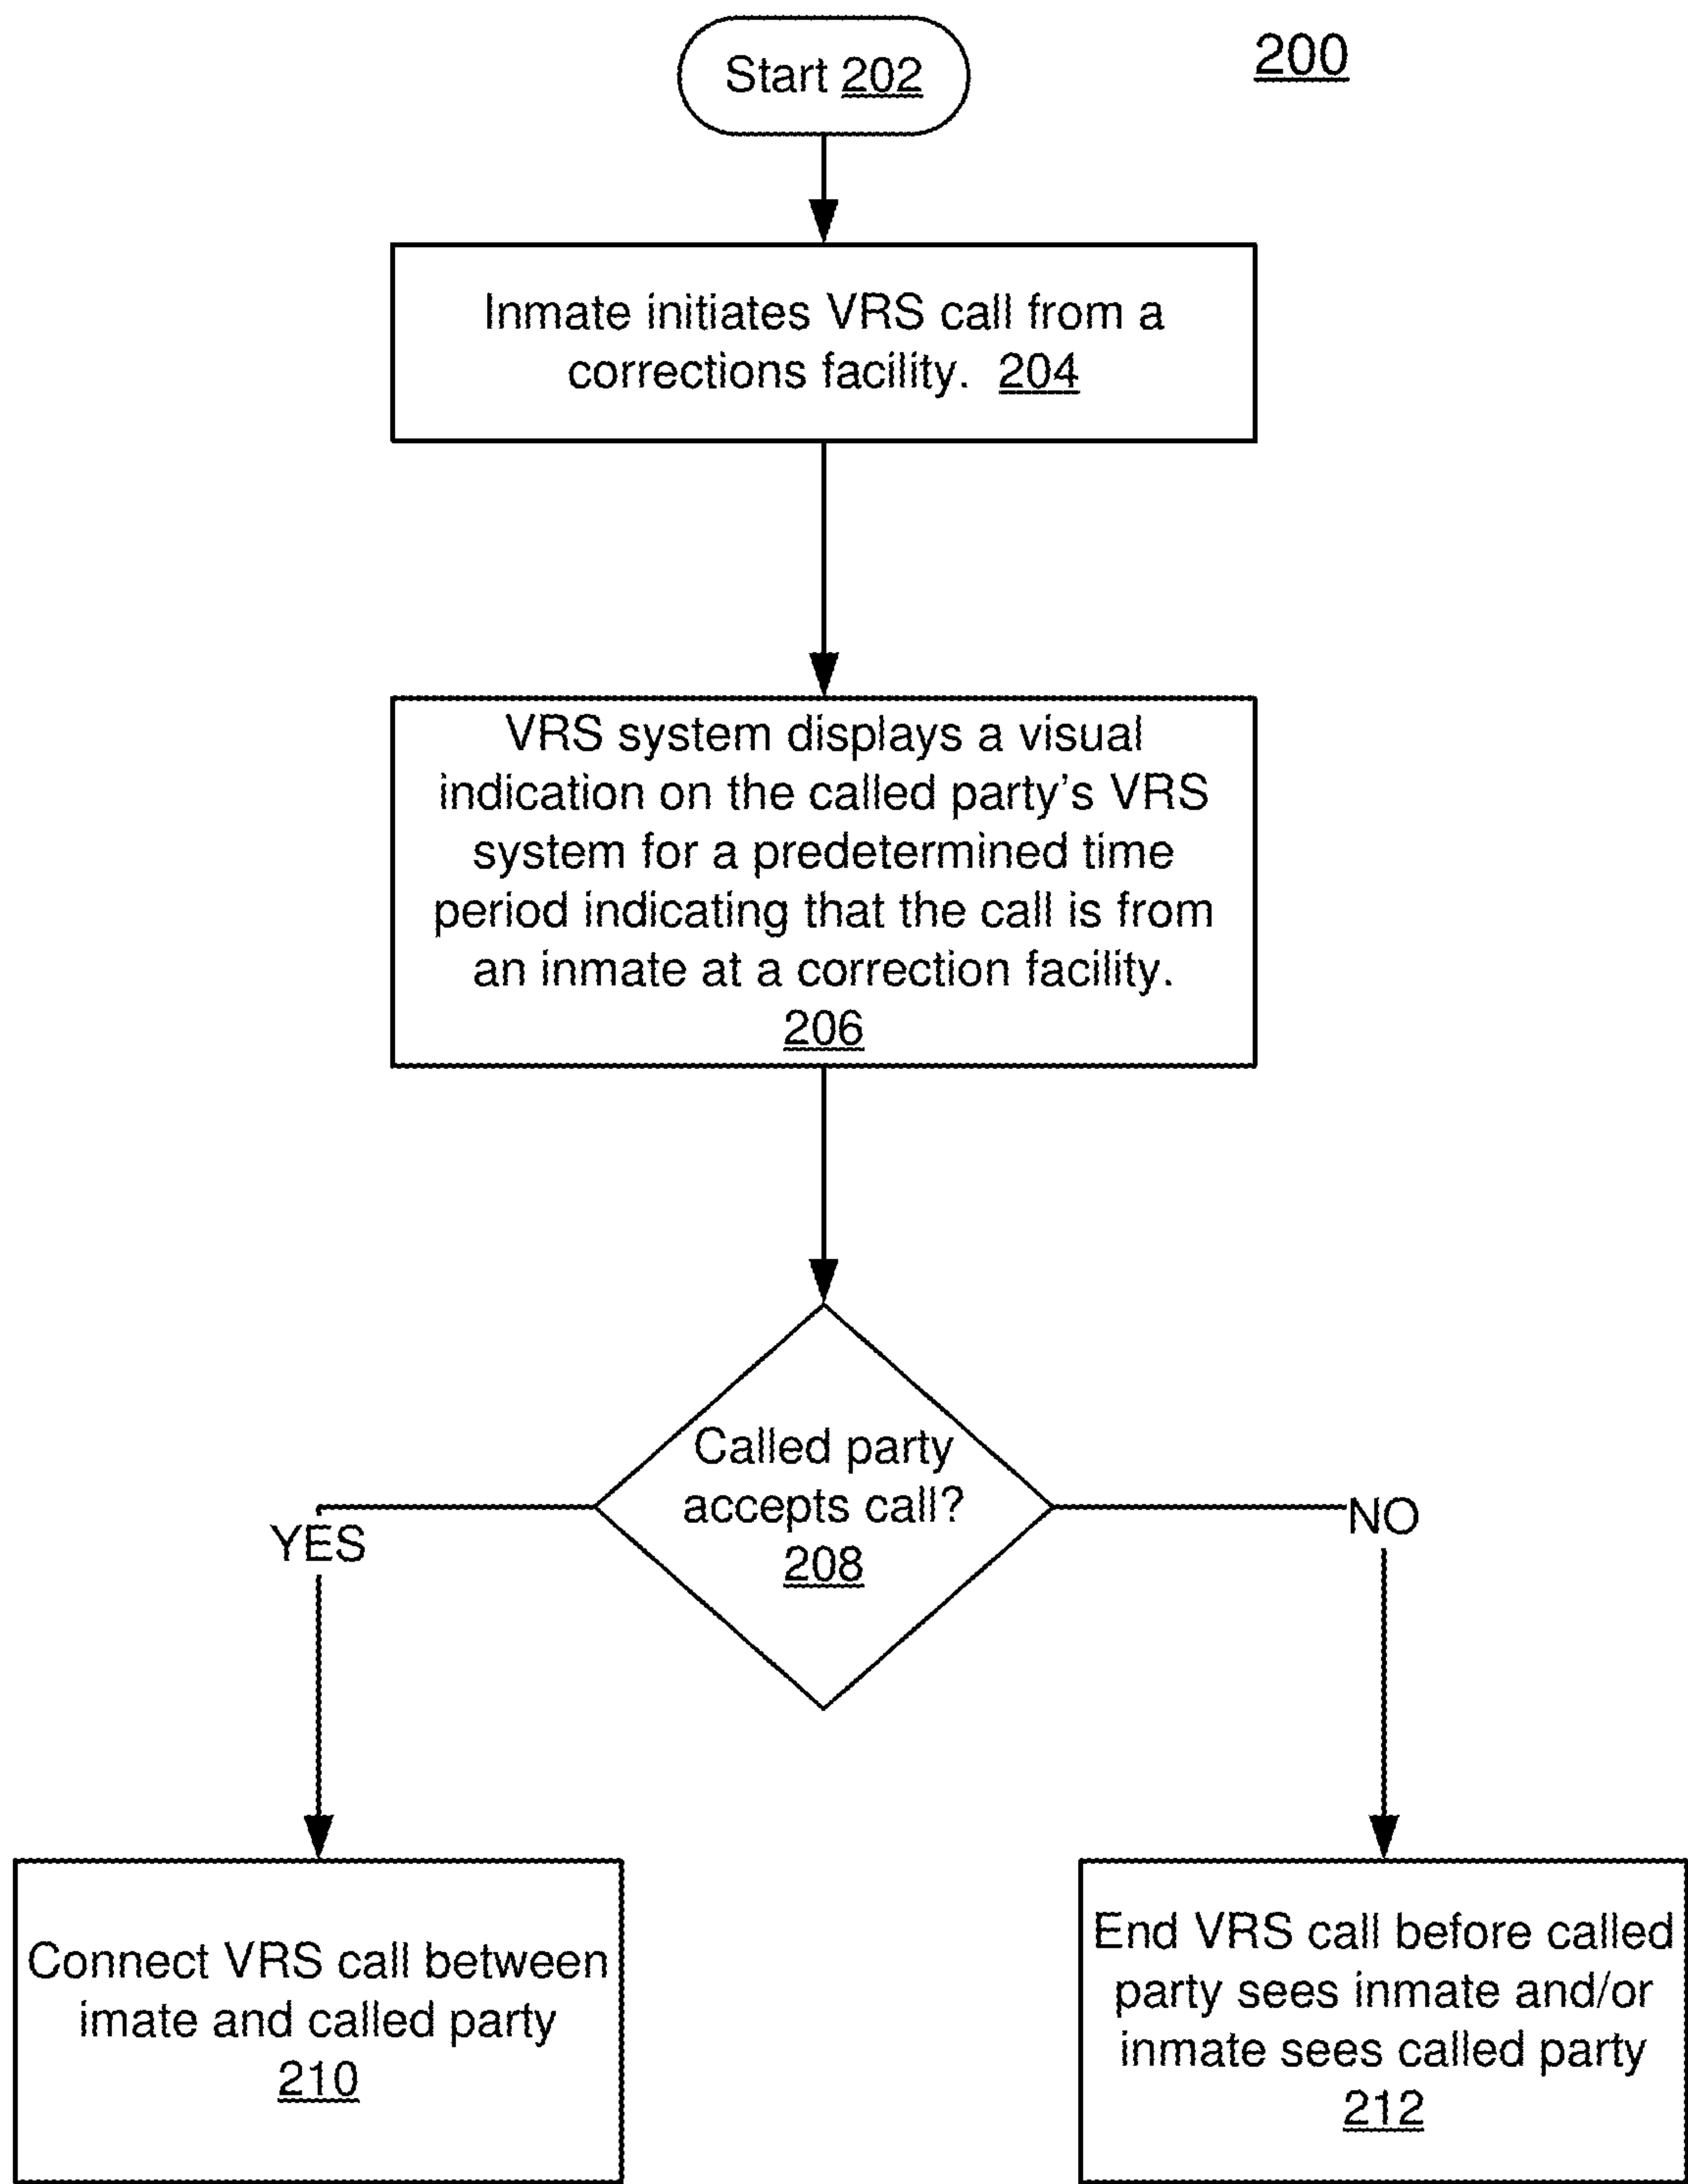 Start 202
200
Inmate initiates VRS call from a
corrections facility. 204
VRS system displays a visual
indication on the called party's VRS
system for a predetermined time
period indicating that the call is from
an inmate at a correction facility.
206
Called party
accepts call?
208
YES
NO
Connect VRS call between
imate and called party
210
End VRS call before called
party sees inmate and/or
inmate sees called party
212